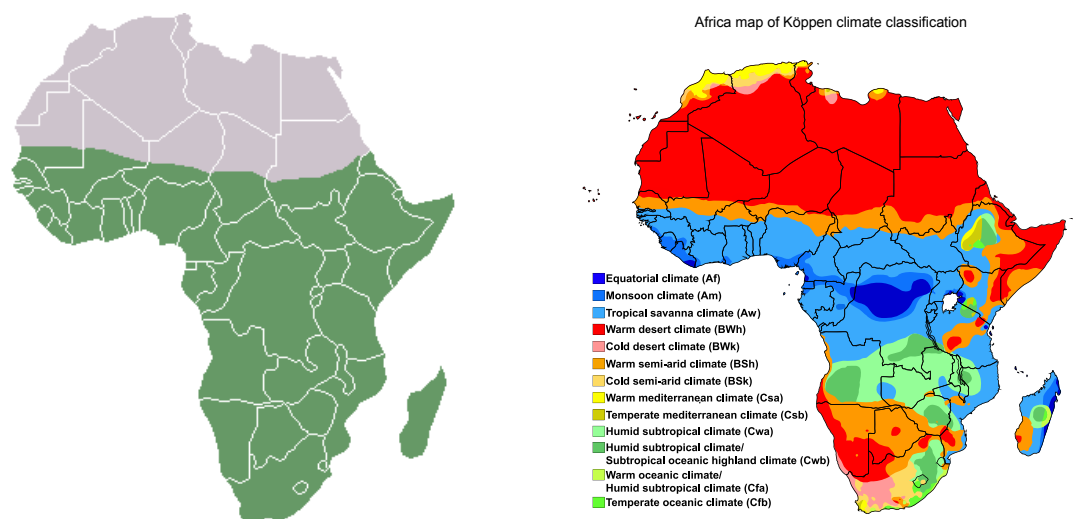 Africa map of Köppen climate classification
Equatorial climate (Af)
Monsoon climate (Am)
Tropical savanna climate (Aw)
Warm desert climate (BWh)
Cold desert climate (BWk)
Warm semi-arid climate (BSh)
Cold semi-arid climate (BSk)
Warm mediterranean climate (Csa)
Temperate mediterranean climate (Csb)
Humid subtropical climate (Cwa)
Humid subtropical climate/
Subtropical oceanic highland climate (Cwb)
Warm oceanic climate/
Humid subtropical climate (Cfa)
Temperate oceanic climate (Cfb)